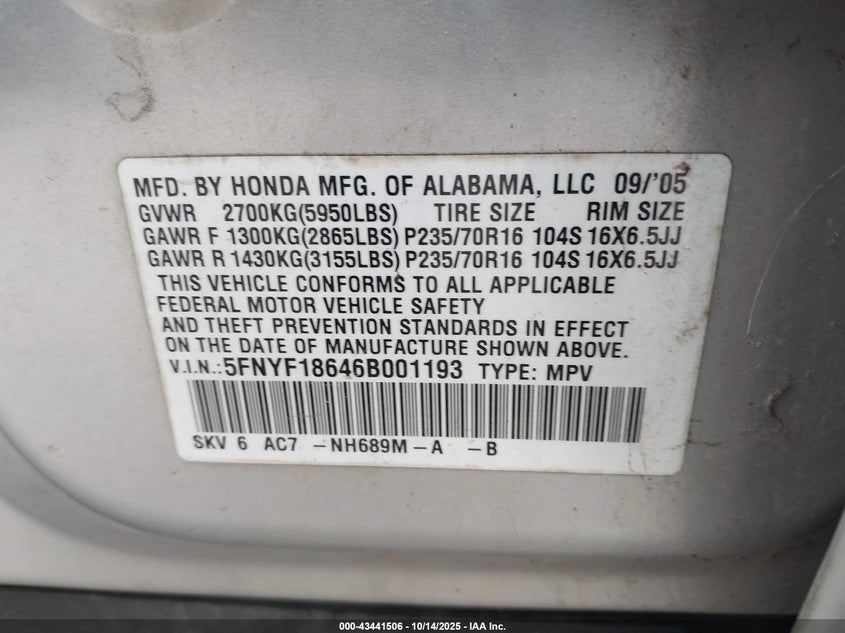 MFD. BY HONDA MFG. OF ALABAMA, LLC 09/'05
GVWR 2700KG(5950LBS) TIRE SIZE RIM SIZE
GAWR F 1300KG(2865LBS) P235/70R16 104S 16X6.5JJ
GAWR R 1430KG(3155LBS) P235/70R16 104S 16X6.5JJ
THIS VEHICLE CONFORMS TO ALL APPLICABLE
FEDERAL MOTOR VEHICLE SAFETY
AND THEFT PREVENTION STANDARDS IN EFFECT
ON THE DATE OF MANUFACTURE SHOWN ABOVE.
V.I.N.:5FNYF18646B001193 TYPE: MPV
SKV 6 AC7 -NH689M-A -B
000-43441506 - 10/14/2025 - IAA Inc.